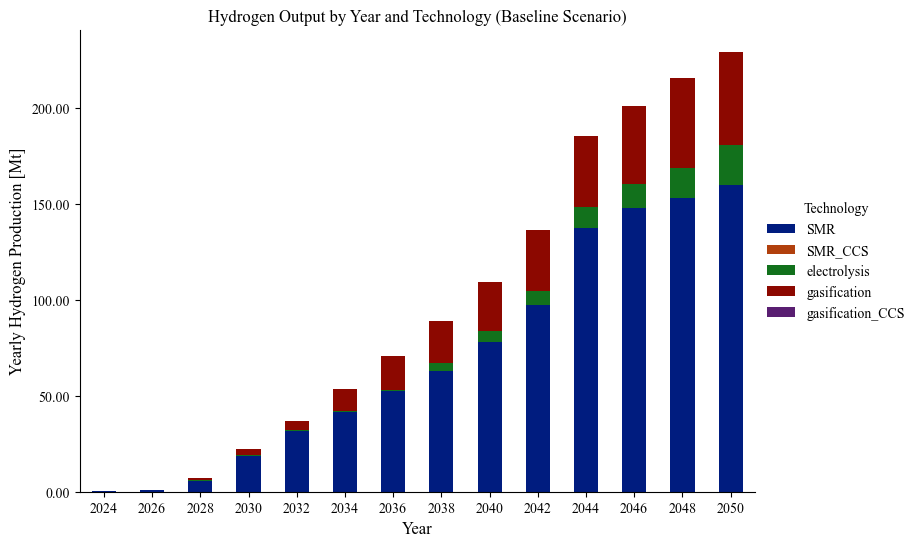 Hydrogen Output by Year and Technology (Baseline Scenario)
Yearly Hydrogen Production [Mt]
200.00
150.00
100.00
50.00
0.00
2024 2026 2028 2030 2032 2034 2036 2038 2040 2042 2044 2046 2048 2050
Year
Technology
SMR
SMR_CCS
electrolysis
gasification
gasification_CCS